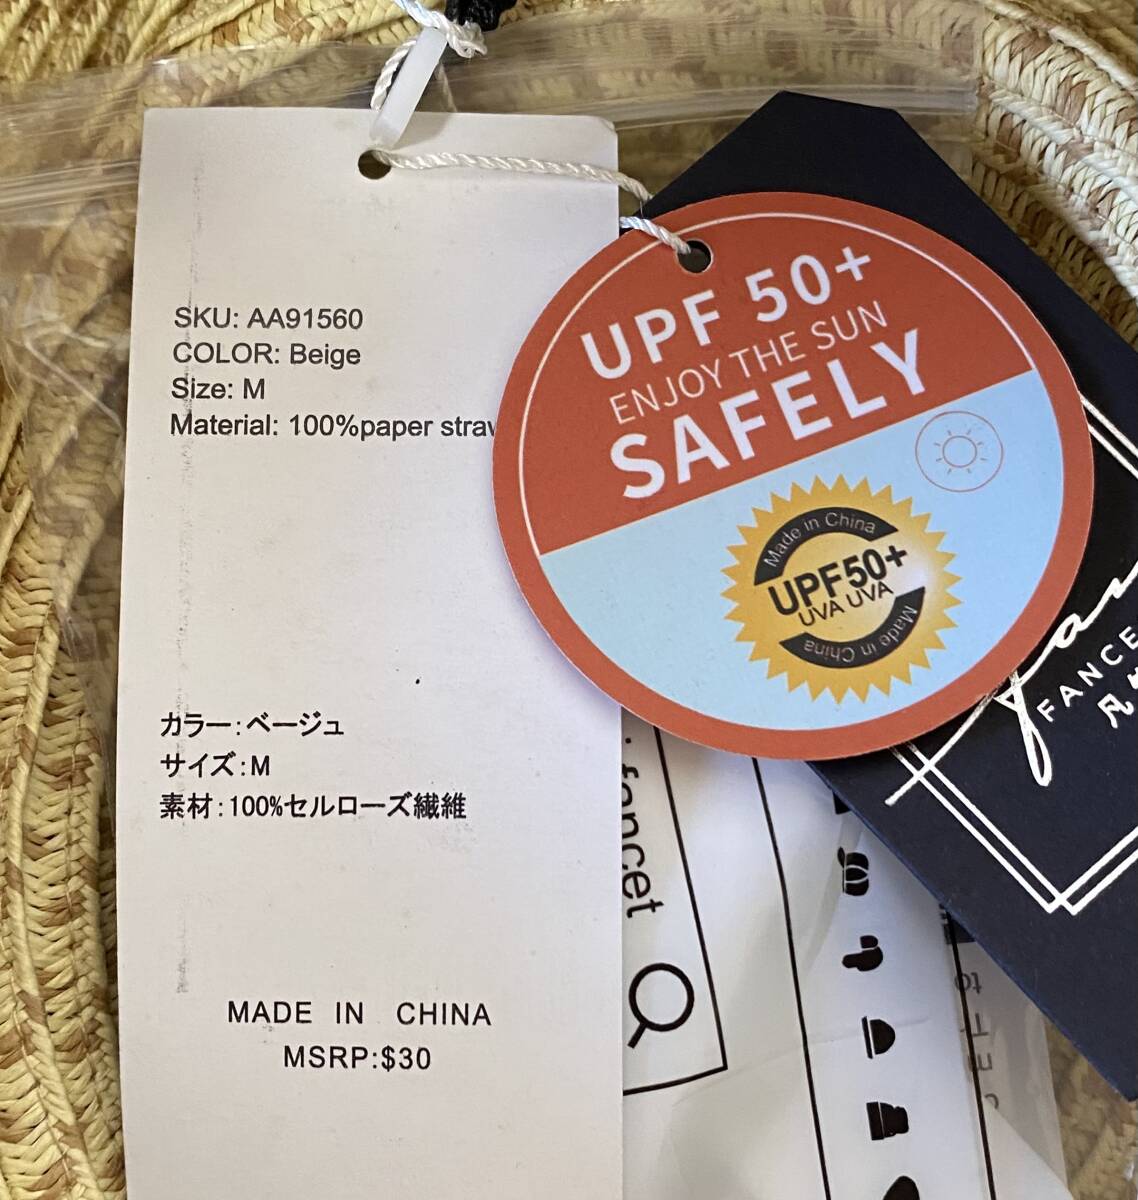 SKU: AA91560
COLOR: Beige
Size: M
Material: 100%paper
カラー:ベージュ
サイズ:M
素材:100%セルローズ繊維
MADE IN CHINA
MSRP:$30
UPF 50+
ENJOY THE SUN
SAFELY
Made in China
UPF50+
UVA UVA
Made in China
FANCE
凡
fancet
to